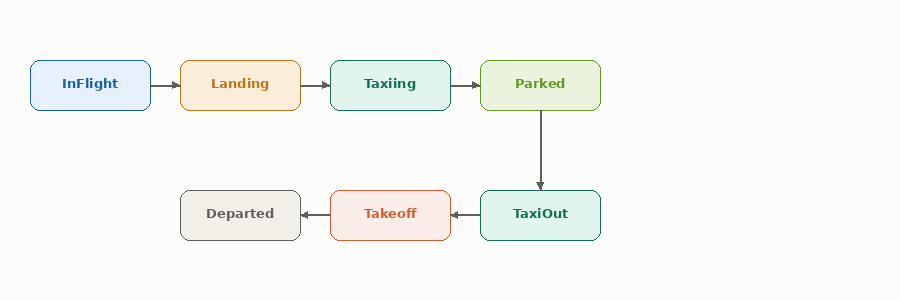 InFlight
Landing
Taxiing
Parked
Departed
Takeoff
TaxiOut